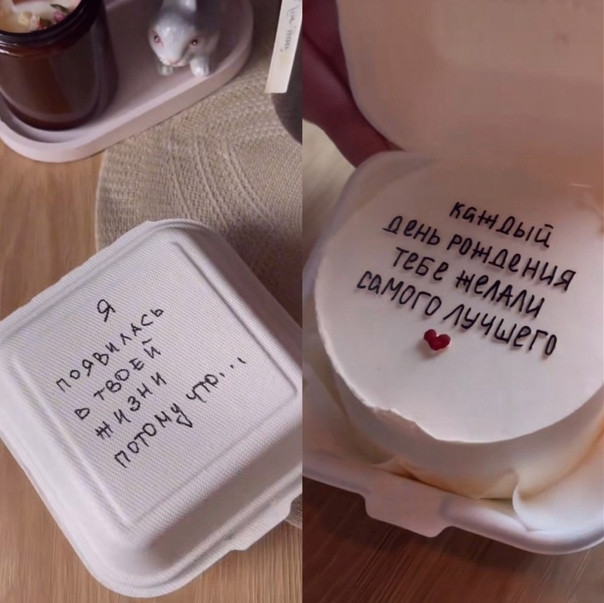 Я
ПОЯВИЛАСЬ
В ТВОЕЙ
ЖИЗНИ
ПОТОМУ ЧТО...
каждый
день рождения
тебе желали
самого лучшего